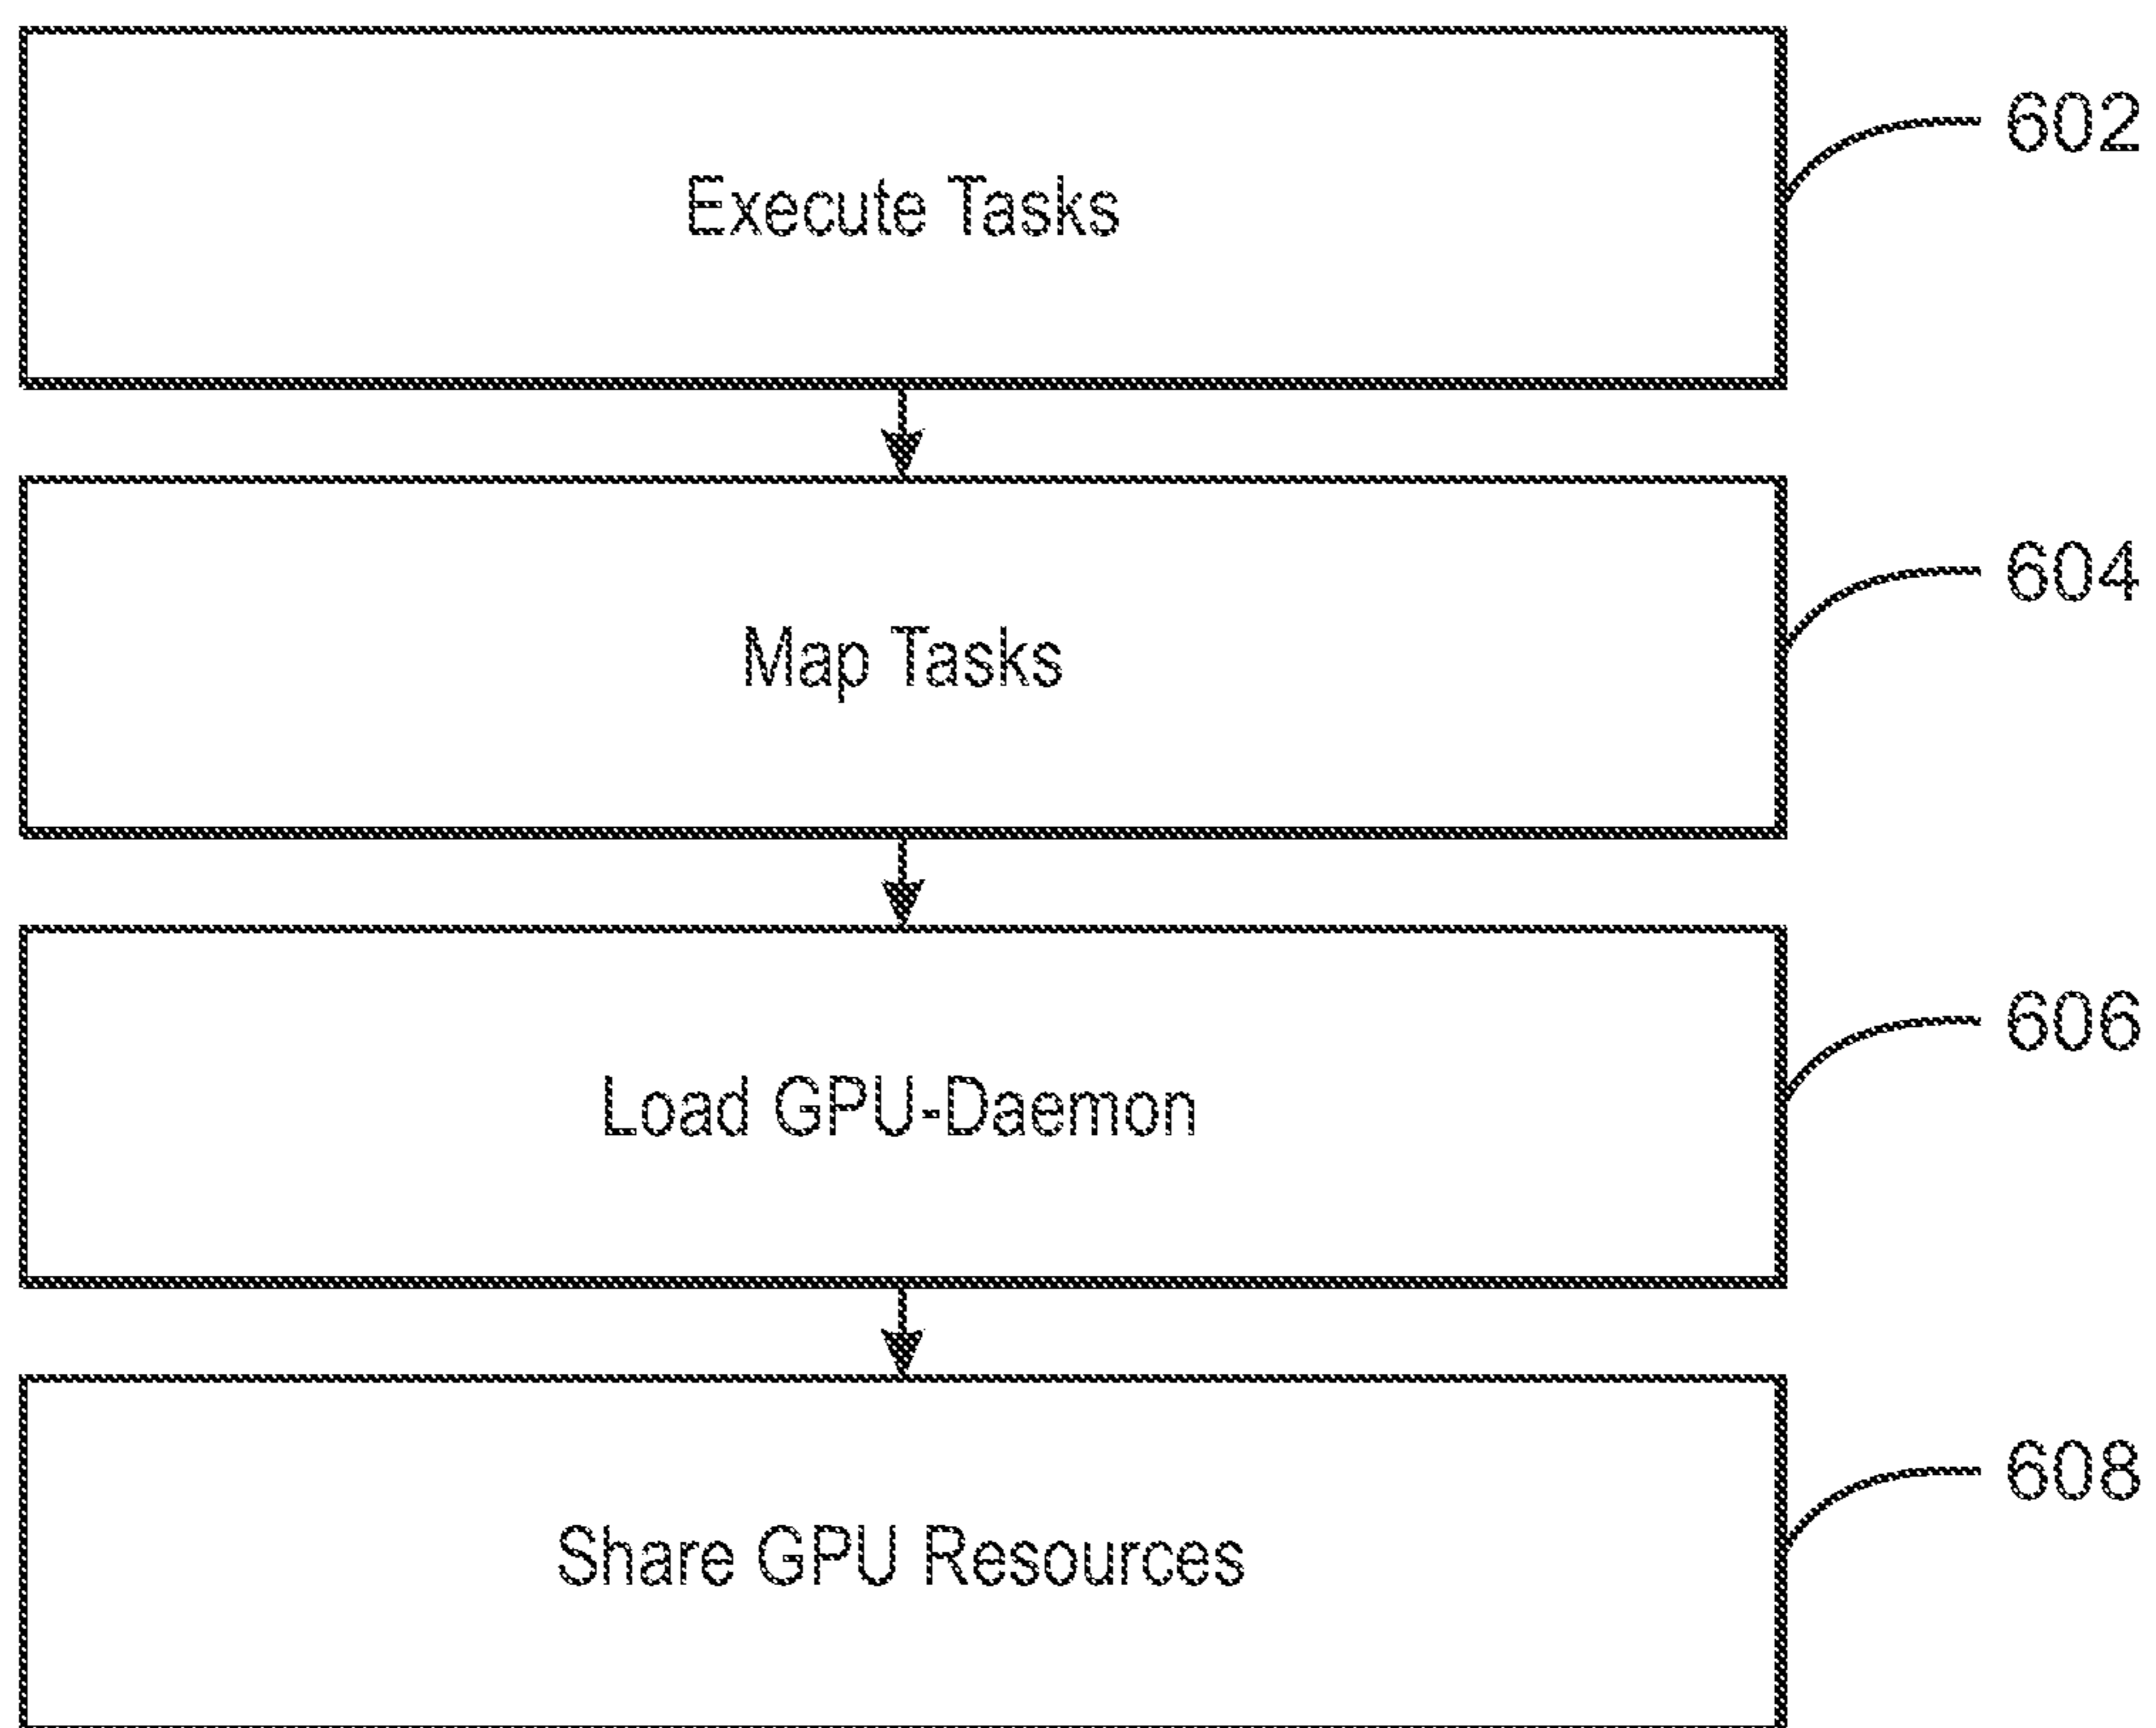 Execute Tasks
602
Map Tasks
604
Load GPU-Daemon
606
Share GPU Resources
608